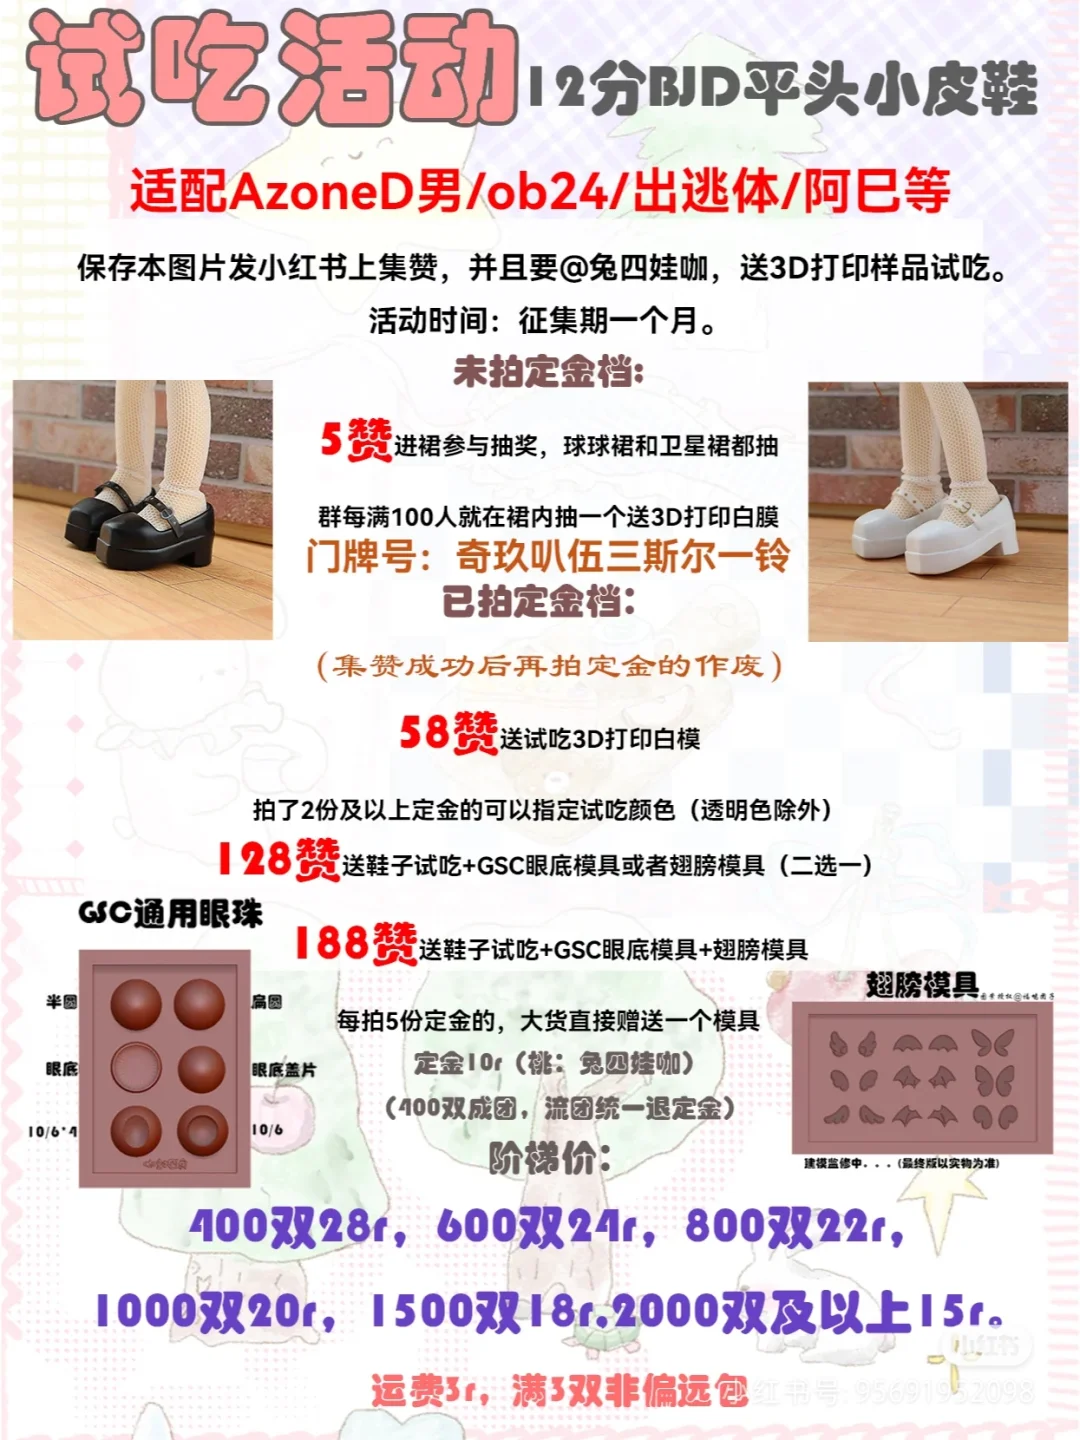 试吃活动 12分BJD平头小皮鞋
适配AzoneD男/ob24/出逃体/阿巳等
保存本图片发小红书上集赞，并且要@兔四娃咖，送3D打印样品试吃。
活动时间：征集期一个月。
未拍定金档：
5赞进裙参与抽奖，球球裙和卫星裙都抽
群每满100人就在裙内抽一个送3D打印白膜
门牌号：奇玖叭伍三斯尔一铃
已拍定金档：
（集赞成功后再拍定金的作废）
58赞送试吃3D打印白模
拍了2份及以上定金的可以指定试吃颜色（透明色除外）
128赞送鞋子试吃+GSC眼底模具或者翅膀模具（二选一）
GSC通用眼珠
188赞送鞋子试吃+GSC眼底模具+翅膀模具
半圆
扁圆
眼底
眼底盖片
10/6*4
10/6
翅膀模具
每拍5份定金的，大货直接赠送一个模具
定金10r（桃：兔四娃咖）
（400双成团，流团统一退定金）
建模监修中...(最终版以实物为准)
阶梯价：
400双28r，600双24r，800双22r，
1000双20r，1500双18r.2000双及以上15r。
运费3r，满3双非偏远包
小红书
小红书号: 95691952098